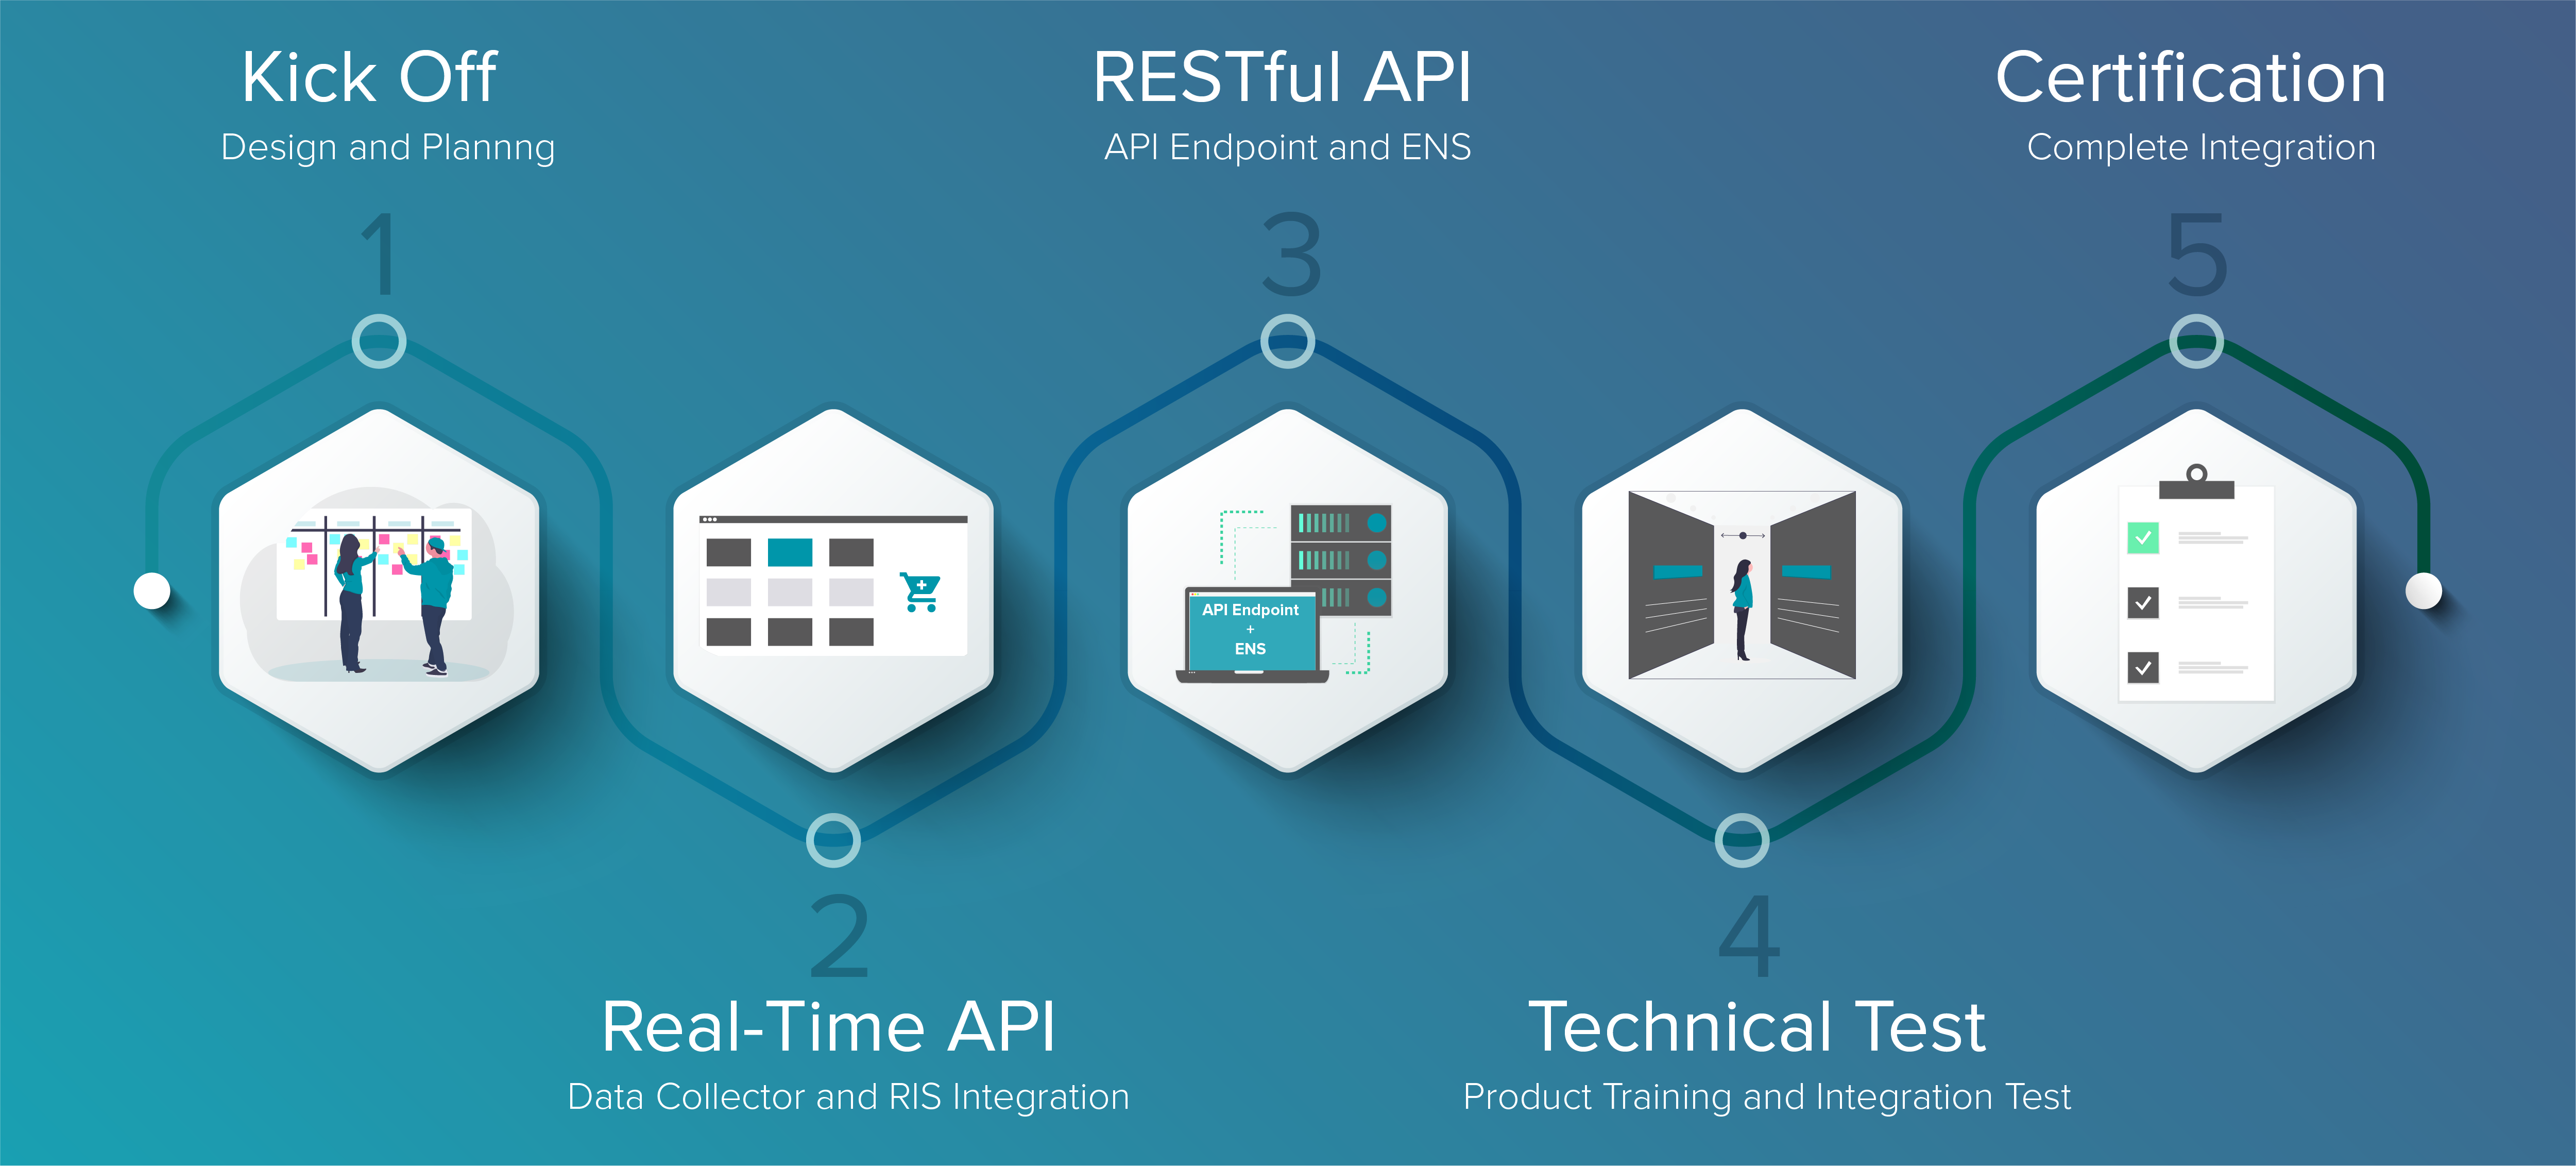 Kick Off
Design and Plannng
1
RESTful API
API Endpoint and ENS
3
Certification
Complete Integration
5
API Endpoint
+
ENS
2
Real-Time API
Data Collector and RIS Integration
4
Technical Test
Product Training and Integration Test